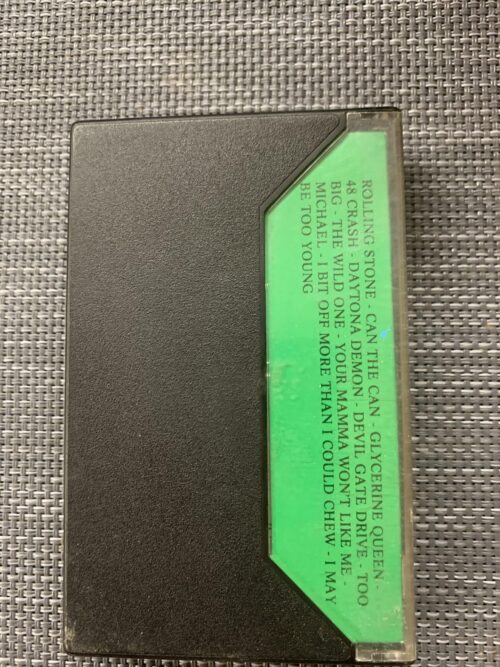 ROLLING STONE - CAN THE CAN - GLYCERINE QUEEN -
48 CRASH - DAYTONA DEMON - DEVIL GATE DRIVE - TOO
BIG - THE WILD ONE - YOUR MAMMA WON'T LIKE ME -
MICHAEL - I BIT OFF MORE THAN I COULD CHEW - I MAY
BE TOO YOUNG